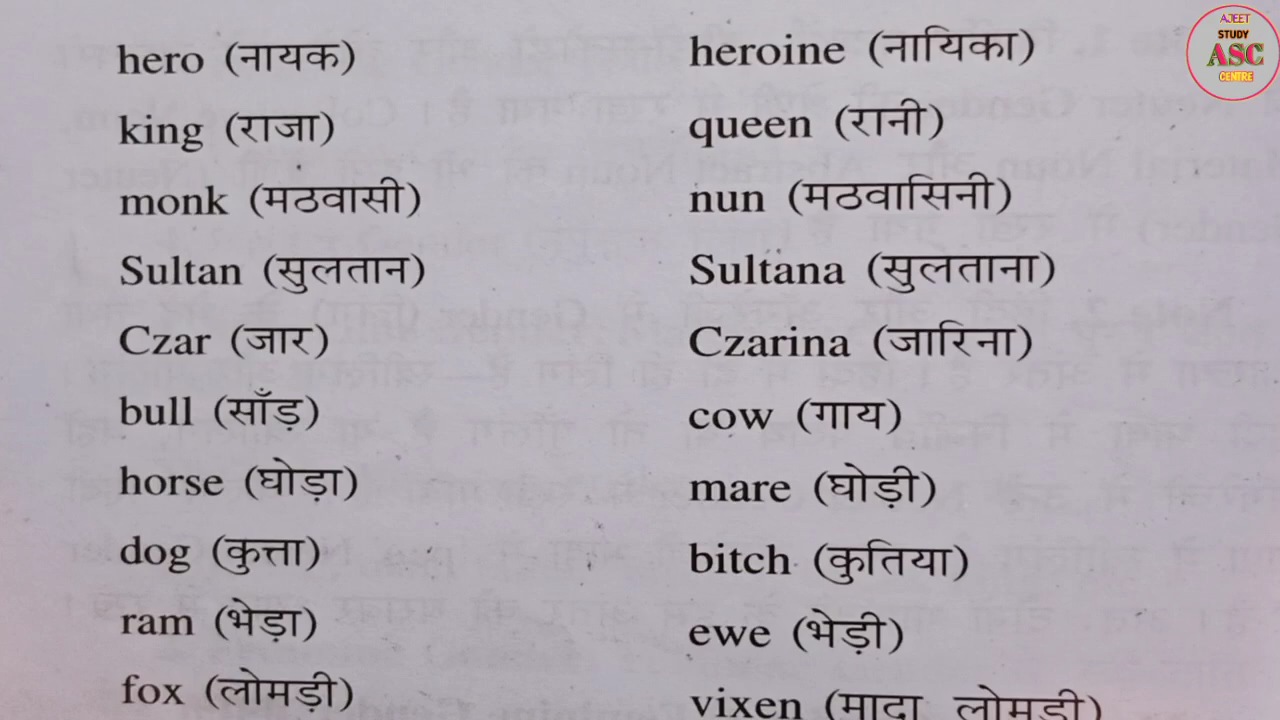 AJEET
STUDY
ASC
CENTRE
hero (नायक) heroine (नायिका)
king (राजा) queen (रानी)
monk (मठवासी) nun (मठवासिनी)
Sultan (सुलतान) Sultana (सुलताना)
Czar (जार) Czarina (जारिना)
bull (साँड़) cow (गाय)
horse (घोड़ा) mare (घोड़ी)
dog (कुत्ता) bitch (कुतिया)
ram (भेड़ा) ewe (भेड़ी)
fox (लोमड़ी) vixen (मादा लोमड़ी)